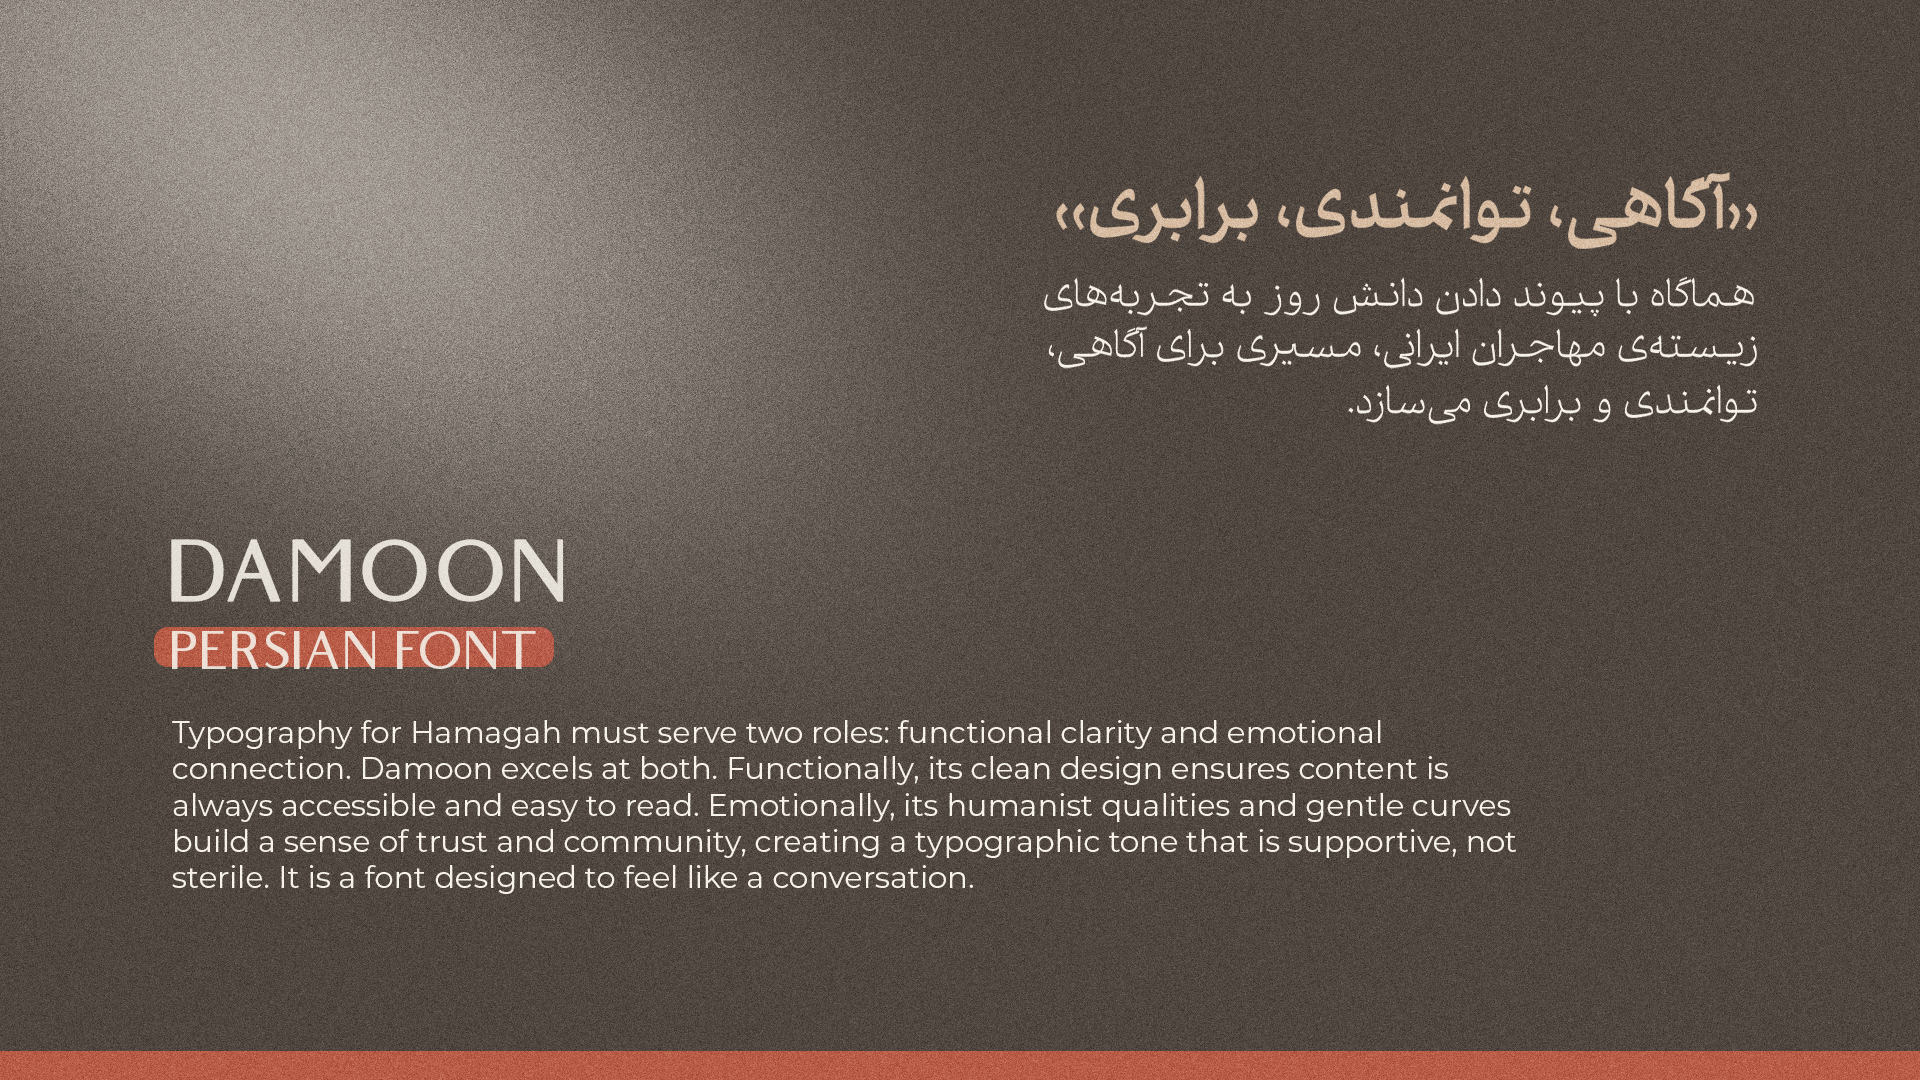 «آگاهی، توانمندی، برابری»
هماگاه با پیوند دادن دانش روز به تجربه‌های
زیسته‌ی مهاجران ایرانی، مسیری برای آگاهی،
توانمندی و برابری می‌سازد.
DAMOON
PERSIAN FONT
Typography for Hamagah must serve two roles: functional clarity and emotional
connection. Damoon excels at both. Functionally, its clean design ensures content is
always accessible and easy to read. Emotionally, its humanist qualities and gentle curves
build a sense of trust and community, creating a typographic tone that is supportive, not
sterile. It is a font designed to feel like a conversation.